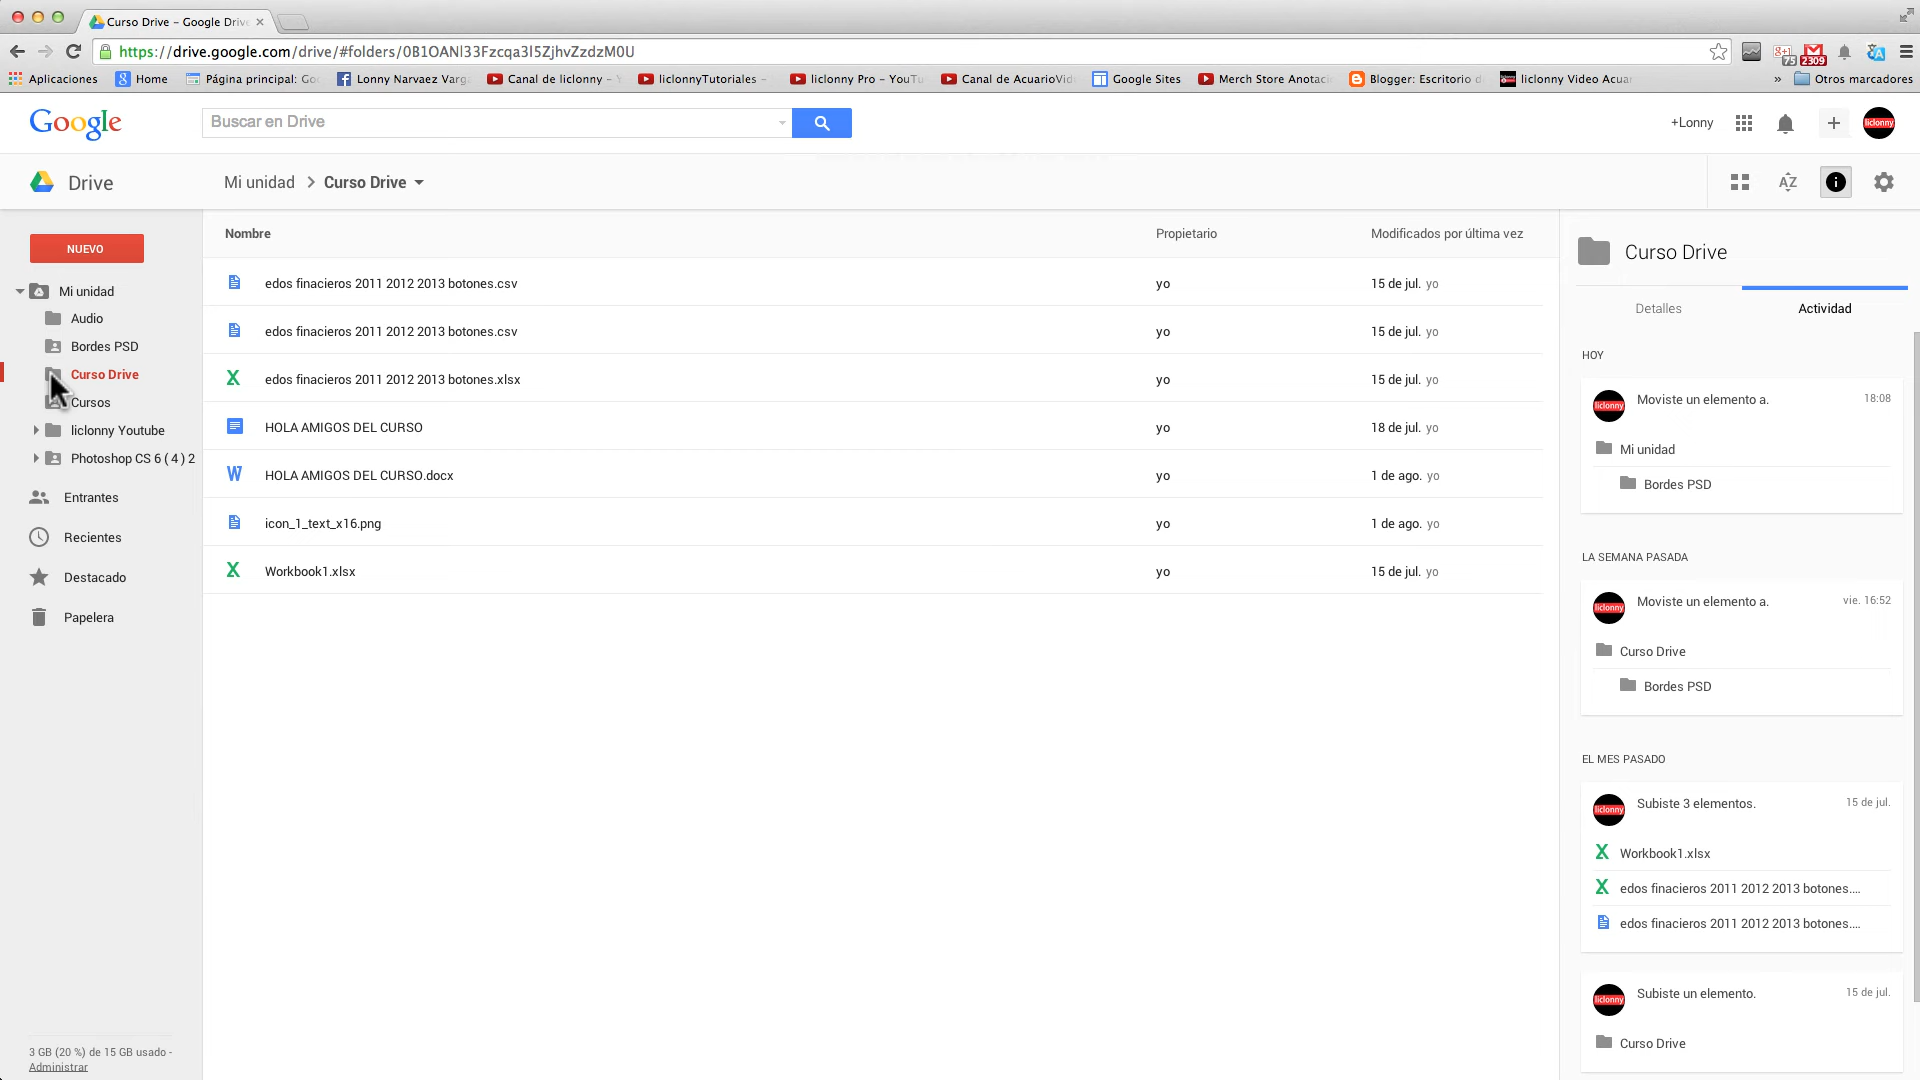 Curso Drive – Google Drive
https://drive.google.com/drive/#folders/0B1OANl33Fzcqa3l5ZjhvZzdzM0U
75
2309
Aplicaciones
Home
Página principal: Go
Lonny Narvaez Varg
Canal de liclonny –
liclonnyTutoriales –
liclonny Pro – YouTu
Canal de AcuarioVid
Google Sites
Merch Store Anotaci
Blogger: Escritorio d
liclonny Video Acuar
»
Otros marcadores
Google
Buscar en Drive
+Lonny
liclonny
Drive
Mi unidad > Curso Drive
AZ
NUEVO
Mi unidad
Audio
Bordes PSD
Curso Drive
Cursos
liclonny Youtube
Photoshop CS 6 ( 4 ) 2
Entrantes
Recientes
Destacado
Papelera
3 GB (20 %) de 15 GB usado -
Administrar
Nombre Propietario Modificados por última vez
edos finacieros 2011 2012 2013 botones.csv yo 15 de jul. yo
edos finacieros 2011 2012 2013 botones.csv yo 15 de jul. yo
edos finacieros 2011 2012 2013 botones.xlsx yo 15 de jul. yo
HOLA AMIGOS DEL CURSO yo 18 de jul. yo
HOLA AMIGOS DEL CURSO.docx yo 1 de ago. yo
icon_1_text_x16.png yo 1 de ago. yo
Workbook1.xlsx yo 15 de jul. yo
Curso Drive
Detalles Actividad
HOY
liclonny Moviste un elemento a. 18:08
Mi unidad
Bordes PSD
LA SEMANA PASADA
liclonny Moviste un elemento a. vie. 16:52
Curso Drive
Bordes PSD
EL MES PASADO
liclonny Subiste 3 elementos. 15 de jul.
Workbook1.xlsx
edos finacieros 2011 2012 2013 botones....
edos finacieros 2011 2012 2013 botones....
liclonny Subiste un elemento. 15 de jul.
Curso Drive